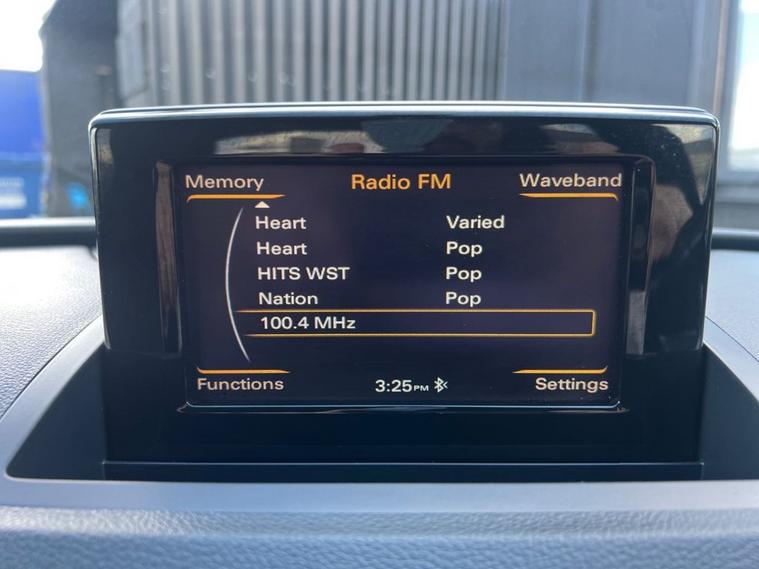 Memory Radio FM Waveband
Heart Varied
Heart Pop
HITS WST
Pop
Nation Pop
100.4 MHz
Functions 3:25PM Settings